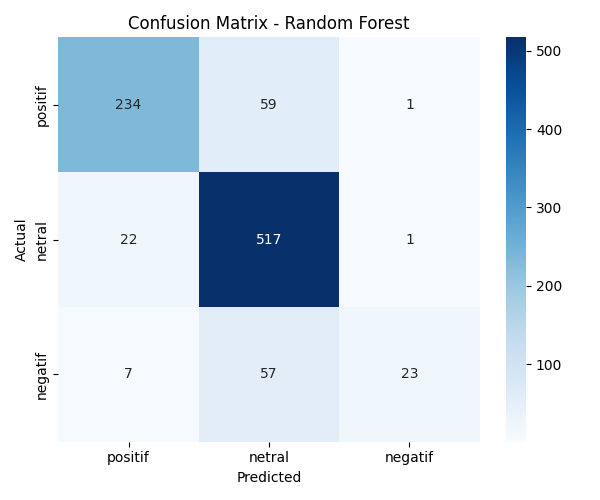 Confusion Matrix - Random Forest
positif 234 59 1
netral 22 517 1
negatif 7 57 23
positif netral negatif
Predicted
Actual
500
400
300
200
100